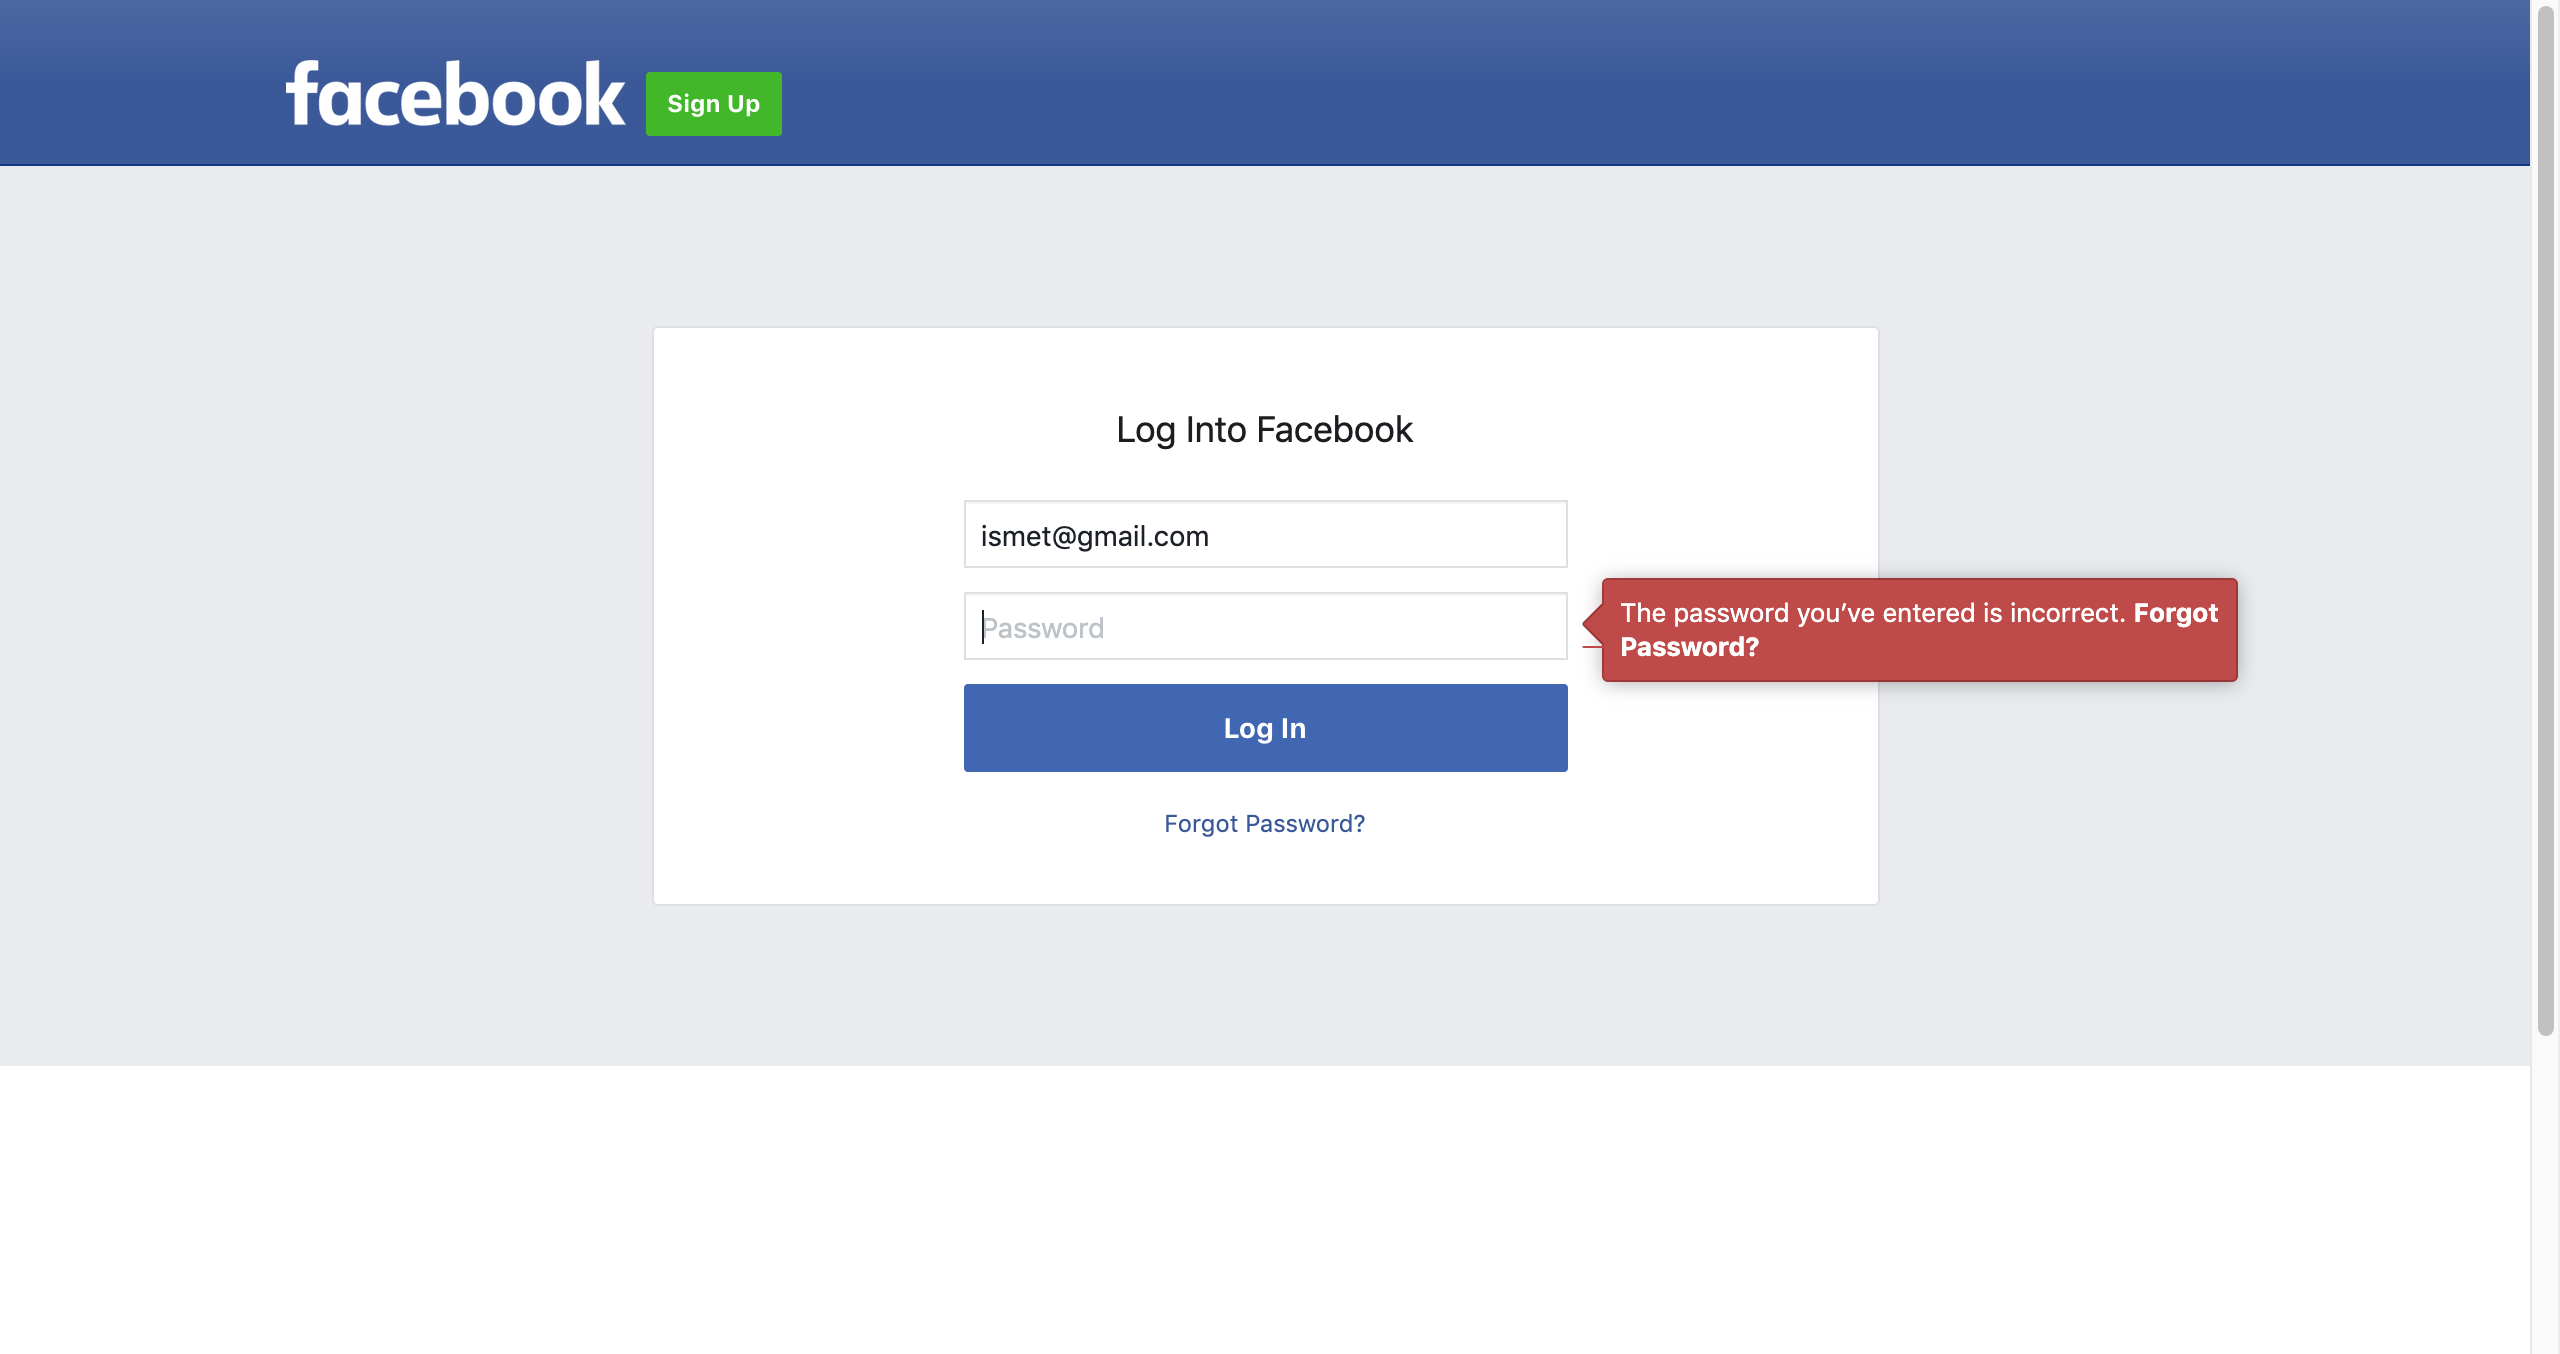 facebook
Sign Up
Log Into Facebook
ismet@gmail.com
Password
The password you’ve entered is incorrect. Forgot
Password?
Log In
Forgot Password?